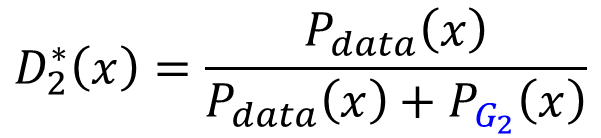 D₂*(x) = P_data(x) / (P_data(x) + P_G₂(x))